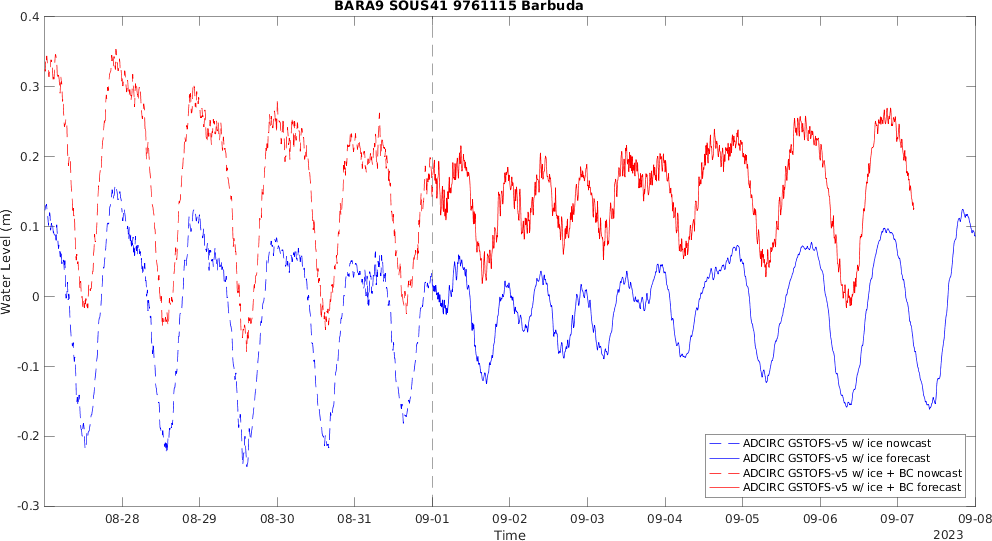 BARA9 SOUS41 9761115 Barbuda
0.4
0.3
0.2
0.1
0
-0.1
-0.2
-0.3
Water Level (m)
08-28 08-29 08-30 08-31 09-01 09-02 09-03 09-04 09-05 09-06 09-07 09-08
Time
2023
ADCIRC GSTOFS-v5 w/ ice nowcast
ADCIRC GSTOFS-v5 w/ ice forecast
ADCIRC GSTOFS-v5 w/ ice + BC nowcast
ADCIRC GSTOFS-v5 w/ ice + BC forecast